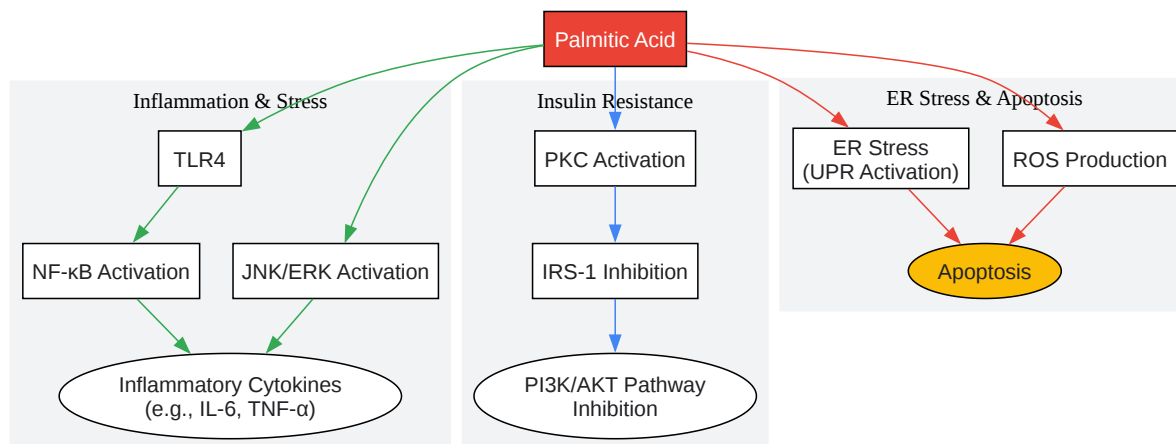 Palmitic Acid
Inflammation & Stress
Insulin Resistance
ER Stress & Apoptosis
TLR4
PKC Activation
ER Stress
(UPR Activation)
ROS Production
NF-κB Activation
JNK/ERK Activation
IRS-1 Inhibition
Apoptosis
Inflammatory Cytokines
(e.g., IL-6, TNF-α)
PI3K/AKT Pathway
Inhibition